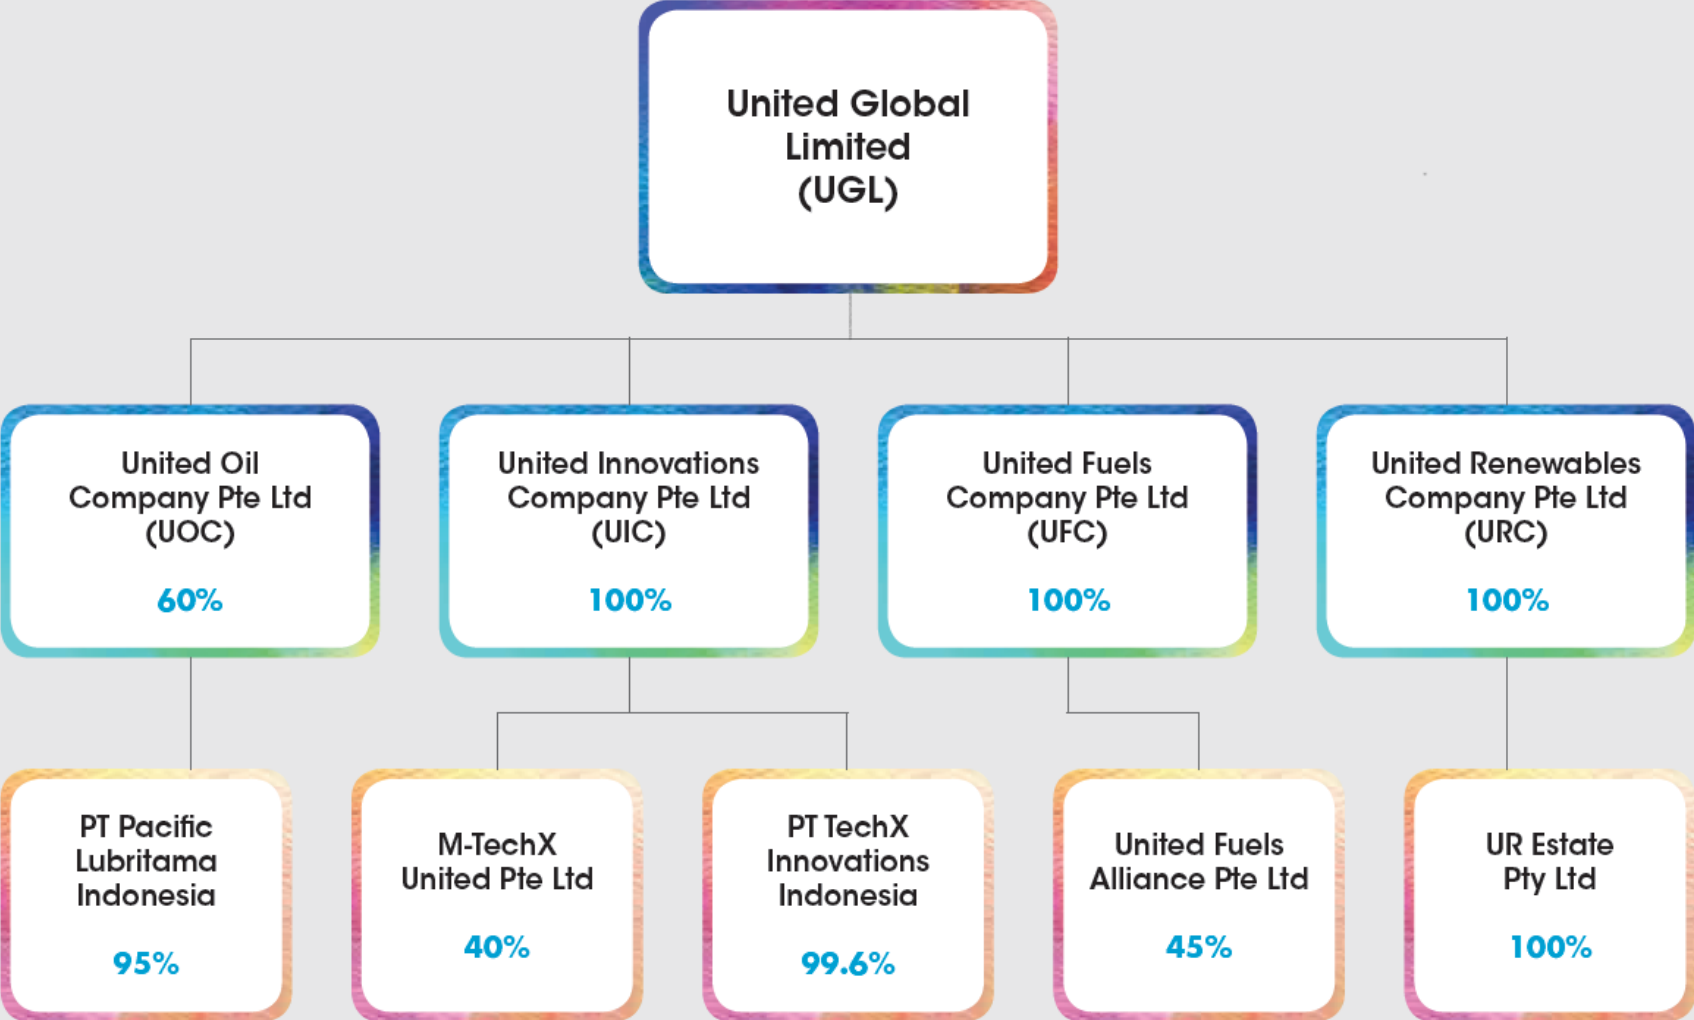 United Global
Limited
(UGL)
United Oil
Company Pte Ltd
(UOC)
60%
United Innovations
Company Pte Ltd
(UIC)
100%
United Fuels
Company Pte Ltd
(UFC)
100%
United Renewables
Company Pte Ltd
(URC)
100%
PT Pacific
Lubritama
Indonesia
95%
M-TechX
United Pte Ltd
40%
PT TechX
Innovations
Indonesia
99.6%
United Fuels
Alliance Pte Ltd
45%
UR Estate
Pty Ltd
100%